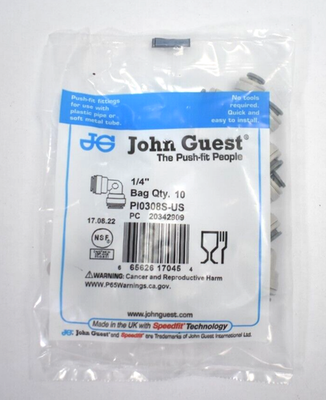 Push-fit fittings
for use with
plastic pipe or
soft metal tube.
No tools
required.
Quick and
easy to install.
JG John Guest®
The Push-fit People
1/4"
Bag Qty. 10
PI0308S-US
PC 20342509
17.08.22
NSF®
6 65626 17045 4
⚠WARNING: Cancer and Reproductive Harm
www.P65Warnings.ca.gov.
www.johnguest.com
Made in the UK with Speedfit® Technology
JG John Guest® and Speedfit® are Trademarks of John Guest International Ltd.